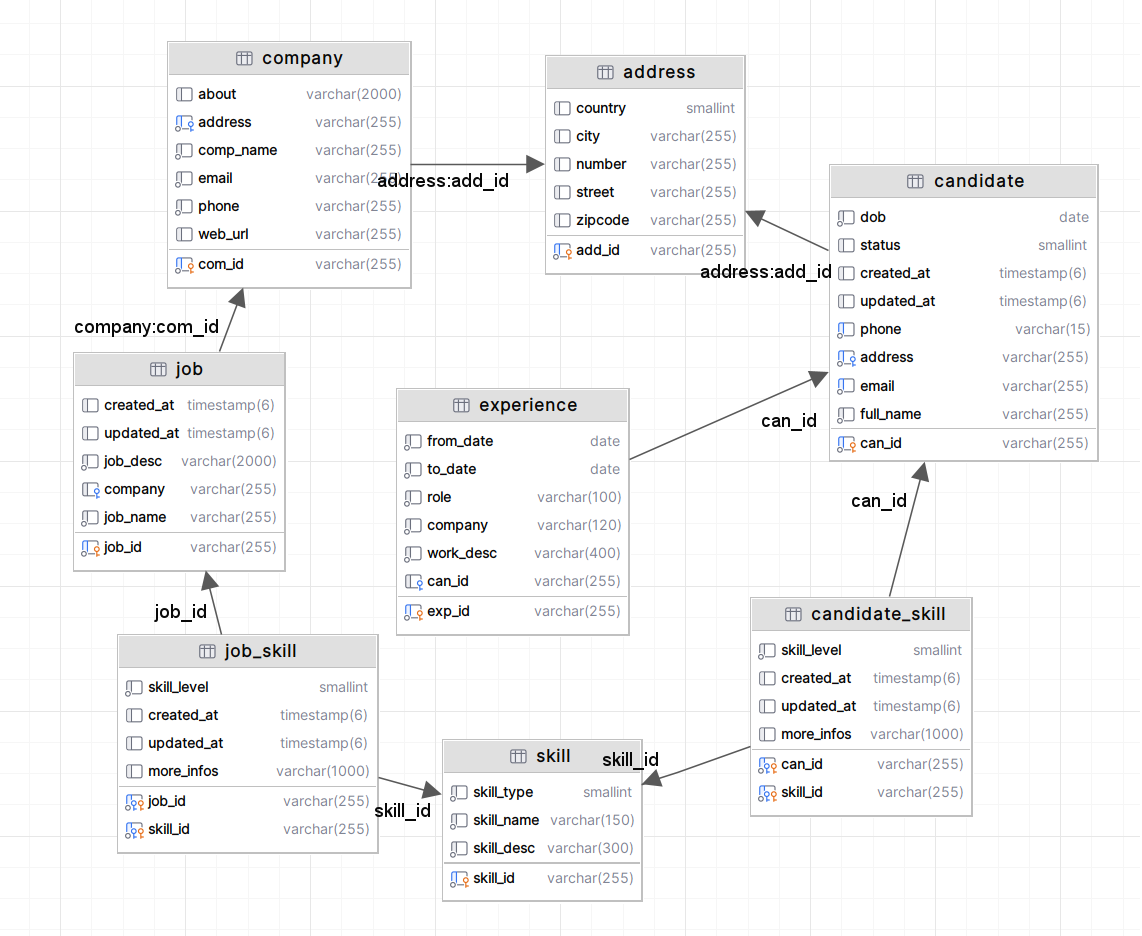 company
about varchar(2000)
address varchar(255)
comp_name varchar(255)
email varchar(255)
phone varchar(255)
web_url varchar(255)
com_id varchar(255)
address:add_id
address
country smallint
city varchar(255)
number varchar(255)
street varchar(255)
zipcode varchar(255)
add_id varchar(255)
address:add_id
candidate
dob date
status smallint
created_at timestamp(6)
updated_at timestamp(6)
phone varchar(15)
address varchar(255)
email varchar(255)
full_name varchar(255)
can_id varchar(255)
company:com_id
job
created_at timestamp(6)
updated_at timestamp(6)
job_desc varchar(2000)
company varchar(255)
job_name varchar(255)
job_id varchar(255)
experience
from_date date
to_date date
role varchar(100)
company varchar(120)
work_desc varchar(400)
can_id varchar(255)
exp_id varchar(255)
can_id
can_id
job_id
job_skill
skill_level smallint
created_at timestamp(6)
updated_at timestamp(6)
more_infos varchar(1000)
job_id varchar(255)
skill_id varchar(255)
skill_id
skill
skill_type smallint
skill_name varchar(150)
skill_desc varchar(300)
skill_id varchar(255)
skill_id
candidate_skill
skill_level smallint
created_at timestamp(6)
updated_at timestamp(6)
more_infos varchar(1000)
can_id varchar(255)
skill_id varchar(255)